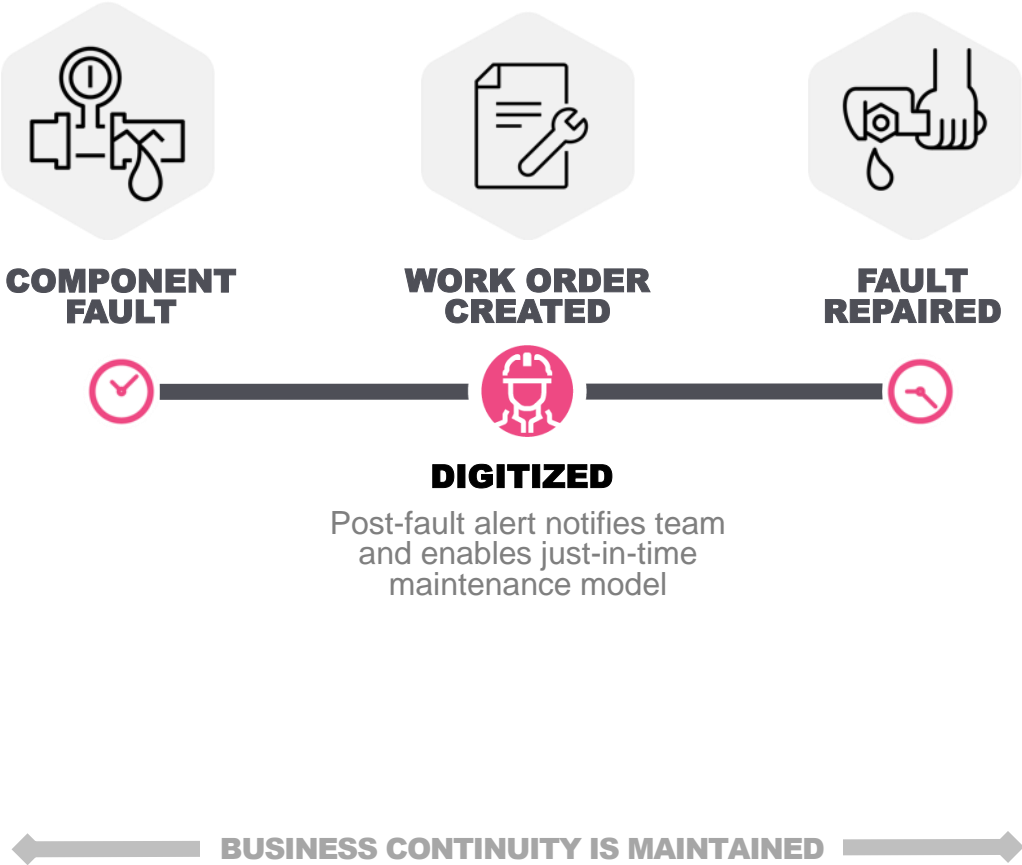 COMPONENT
FAULT
WORK ORDER
CREATED
FAULT
REPAIRED
DIGITIZED
Post-fault alert notifies team
and enables just-in-time
maintenance model
BUSINESS CONTINUITY IS MAINTAINED